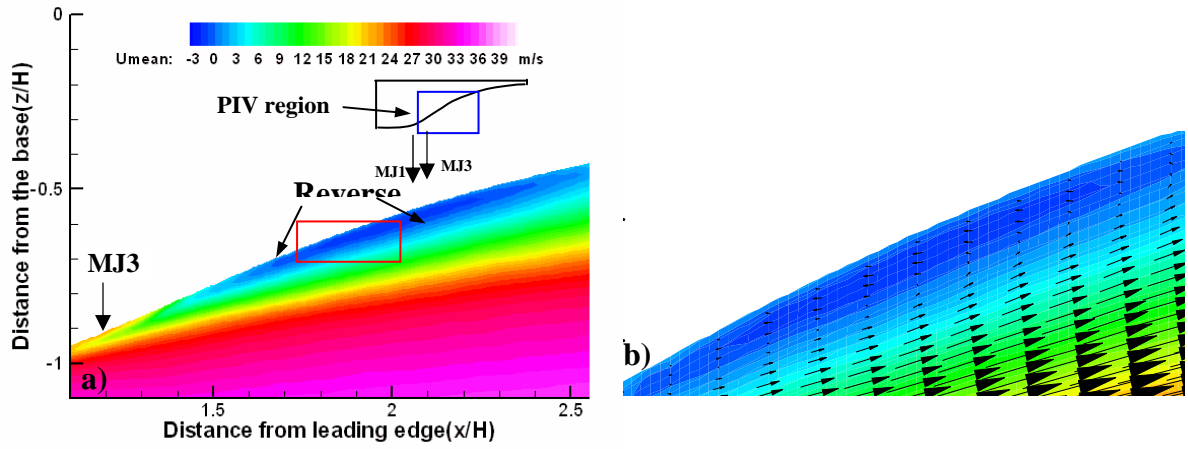 0
Umean: -3 0 3 6 9 12 15 18 21 24 27 30 33 36 39 m/s
PIV region
MJ1 MJ3
-0.5
Reverse
MJ3
-1
a)
b)
1.5 2 2.5
Distance from leading edge(x/H)
Distance from the base(z/H)